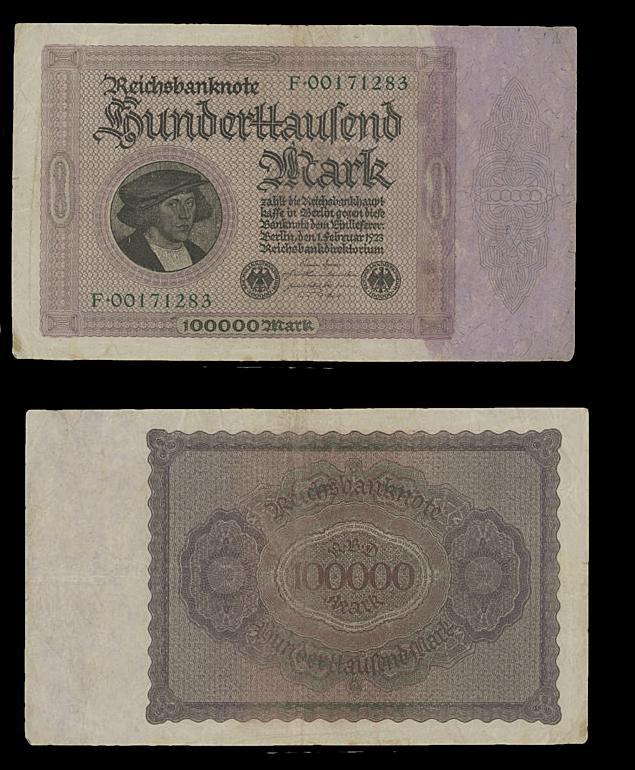 Reichsbanknote
F·00171283
Hunderttausend
Mark
zahlt die Reichsbankhaupt-
kasse in Berlin gegen diese
Banknote dem Einlieferer.
Berlin, den 1. Februar 1923
Reichsbankdirektorium
F·00171283
100000 Mark
Reichsbanknote
R.B.D
100000
Mark
Hunderttausend Mark